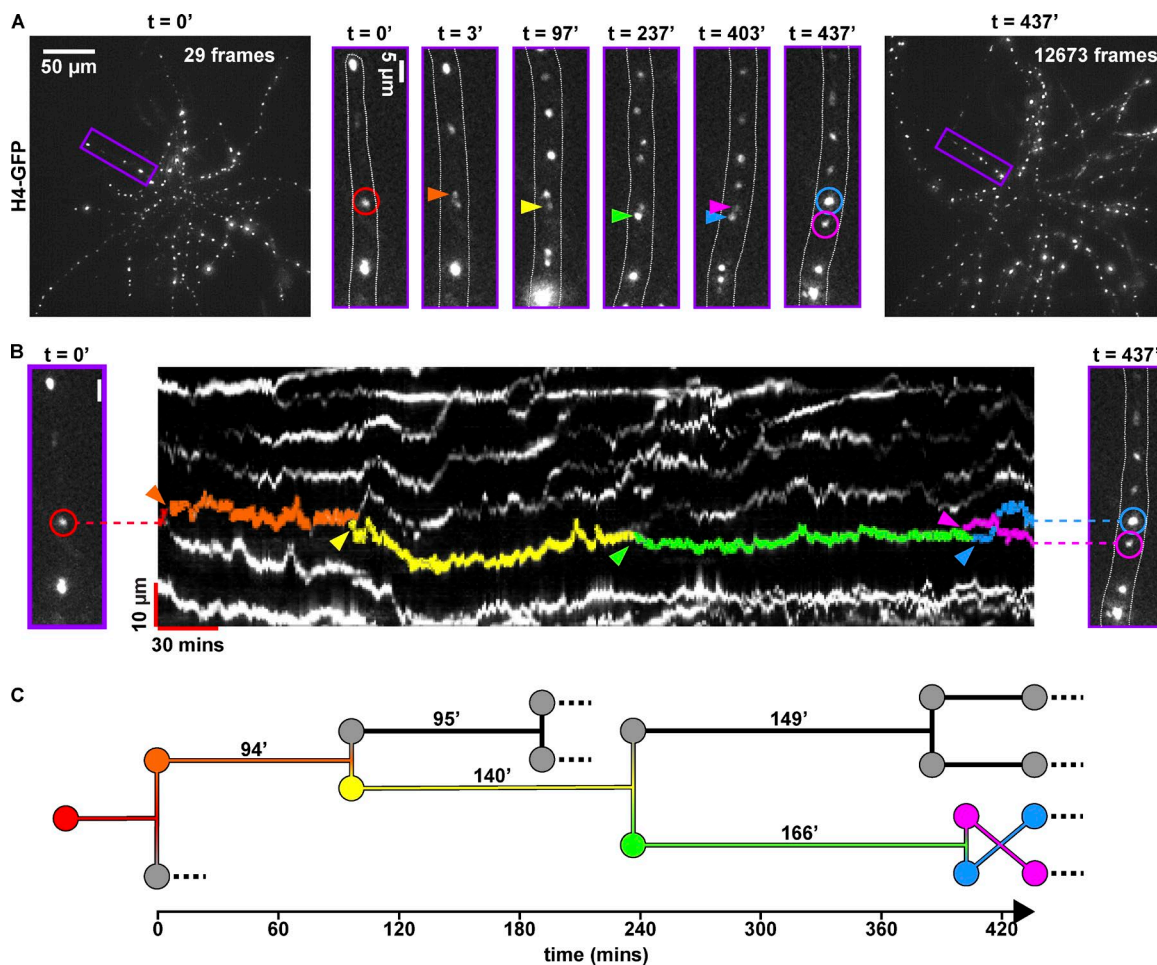 A
t = 0’
t = 0’
t = 3’
t = 97’
t = 237’
t = 403’
t = 437’
t = 437’
50 µm
29 frames
5 µm
12673 frames
H4-GFP
B
t = 0’
t = 437’
10 µm
30 mins
C
94’
95’
140’
149’
166’
0 60 120 180 240 300 360 420
time (mins)